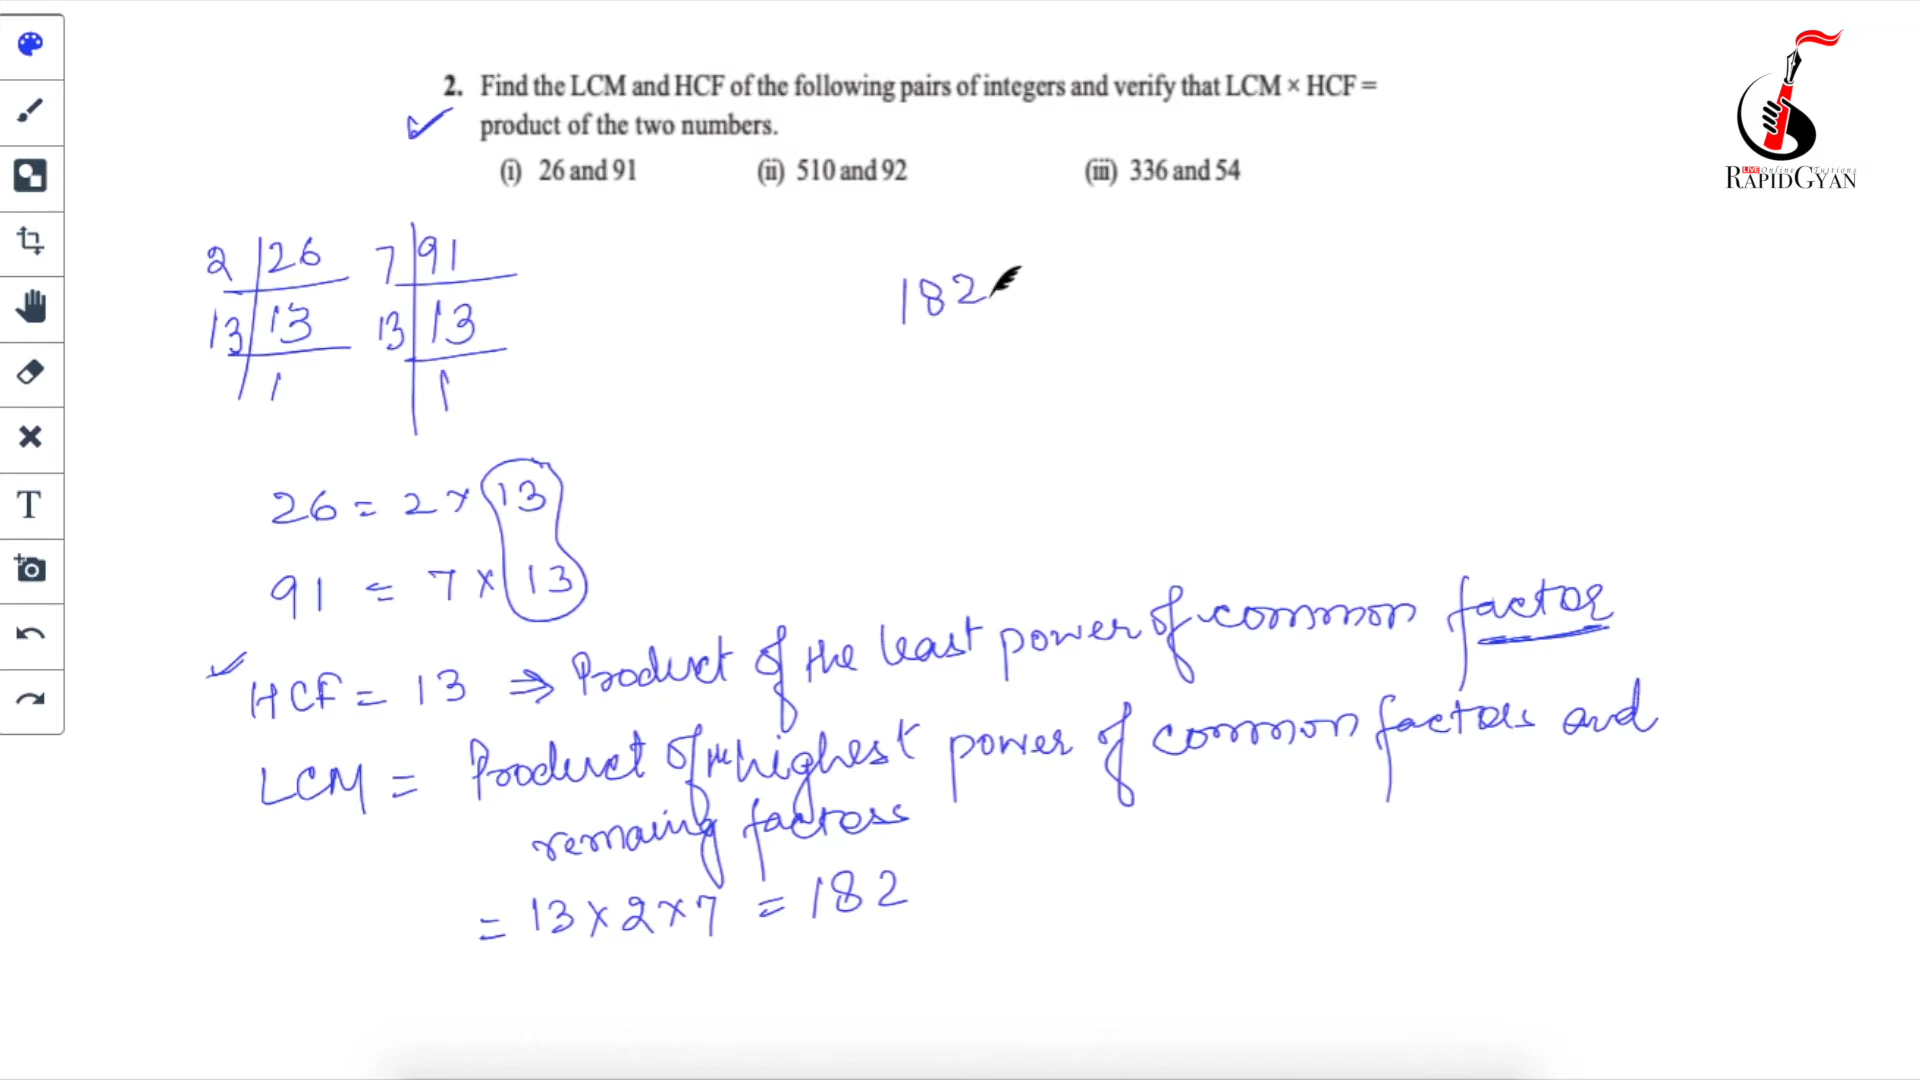 2. Find the LCM and HCF of the following pairs of integers and verify that LCM × HCF =
product of the two numbers.
(i) 26 and 91 (ii) 510 and 92 (iii) 336 and 54
LIVE Online Tuitions
RAPIDGYAN
2 26 7 91
13 13 13 13
1 1
182
26 = 2 × 13
91 = 7 × 13
HCF = 13 ⇒ Product of the least power of common factor
LCM = Product of the highest power of common factors and
remaing factors
= 13 × 2 × 7 = 182
T